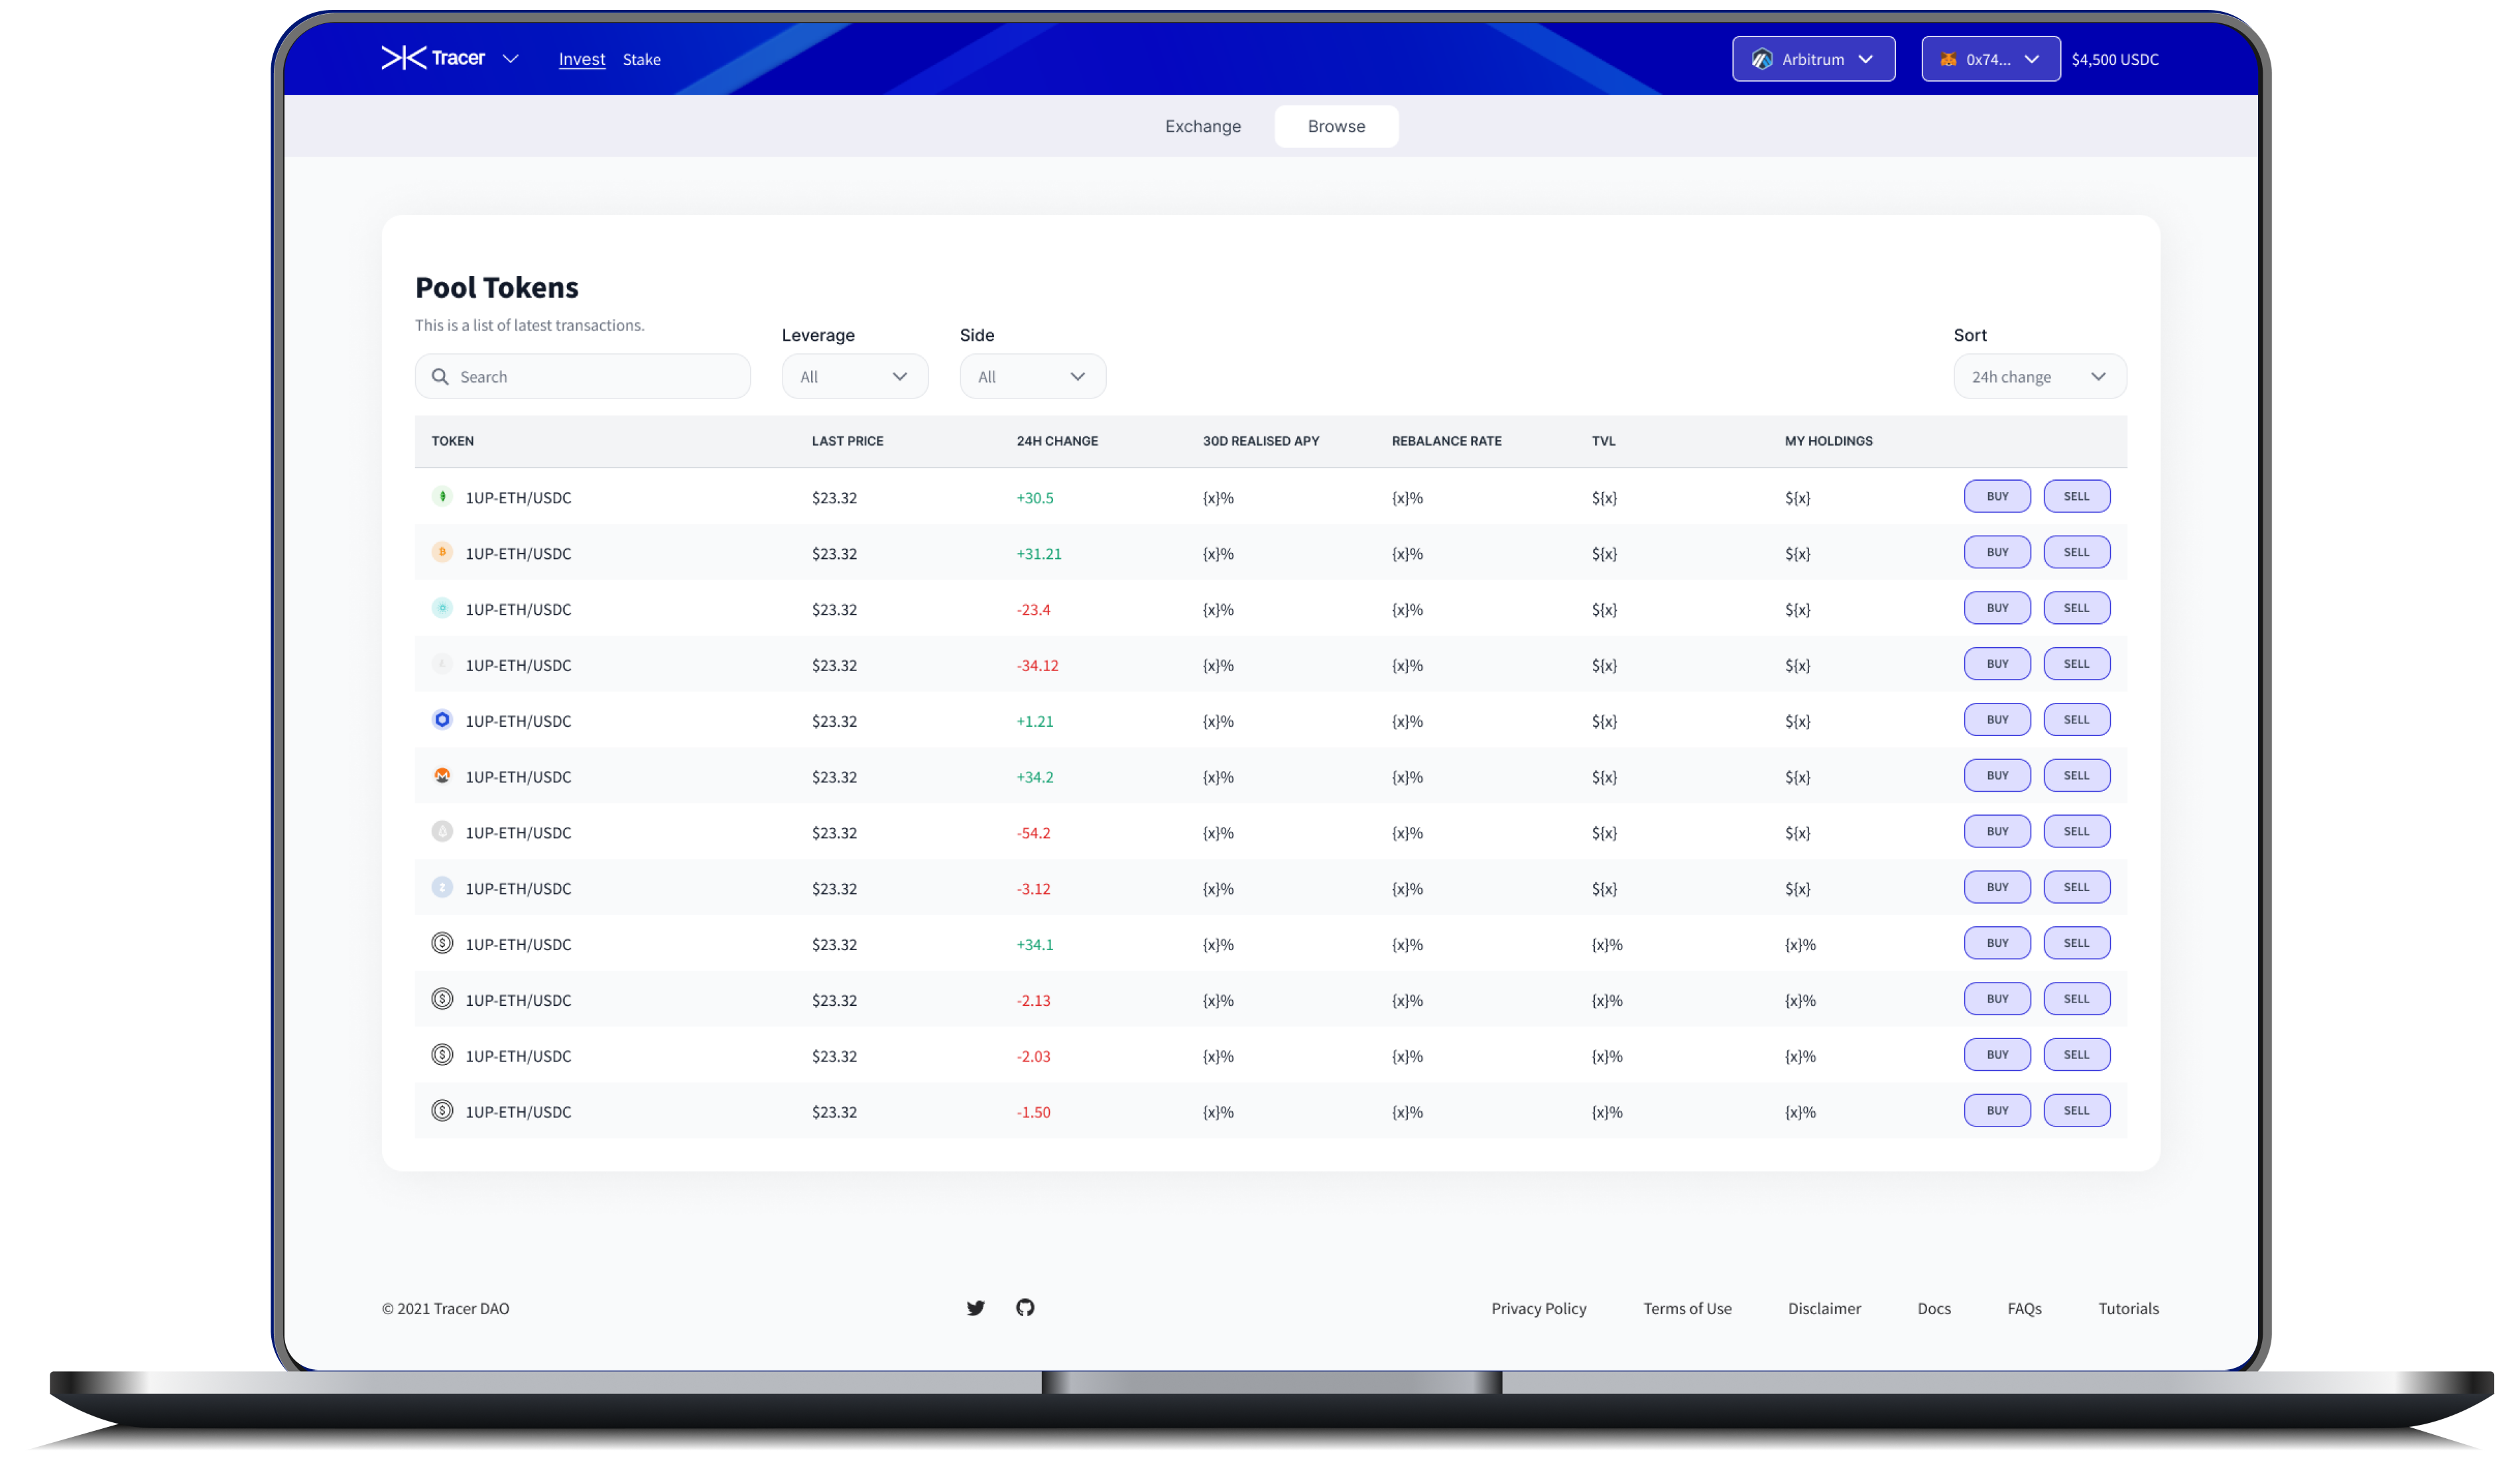 Tracer Invest Stake Arbitrum 0x74... $4,500 USDC
Exchange Browse
Pool Tokens
This is a list of latest transactions.
Leverage Side Sort
Search All All 24h change
TOKEN LAST PRICE 24H CHANGE 30D REALISED APY REBALANCE RATE TVL MY HOLDINGS
1UP-ETH/USDC $23.32 +30.5 {x}% {x}% ${x} ${x} BUY SELL
1UP-ETH/USDC $23.32 +31.21 {x}% {x}% ${x} ${x} BUY SELL
1UP-ETH/USDC $23.32 -23.4 {x}% {x}% ${x} ${x} BUY SELL
1UP-ETH/USDC $23.32 -34.12 {x}% {x}% ${x} ${x} BUY SELL
1UP-ETH/USDC $23.32 +1.21 {x}% {x}% ${x} ${x} BUY SELL
1UP-ETH/USDC $23.32 +34.2 {x}% {x}% ${x} ${x} BUY SELL
1UP-ETH/USDC $23.32 -54.2 {x}% {x}% ${x} ${x} BUY SELL
1UP-ETH/USDC $23.32 -3.12 {x}% {x}% ${x} ${x} BUY SELL
1UP-ETH/USDC $23.32 +34.1 {x}% {x}% {x}% {x}% BUY SELL
1UP-ETH/USDC $23.32 -2.13 {x}% {x}% {x}% {x}% BUY SELL
1UP-ETH/USDC $23.32 -2.03 {x}% {x}% {x}% {x}% BUY SELL
1UP-ETH/USDC $23.32 -1.50 {x}% {x}% {x}% {x}% BUY SELL
© 2021 Tracer DAO Privacy Policy Terms of Use Disclaimer Docs FAQs Tutorials